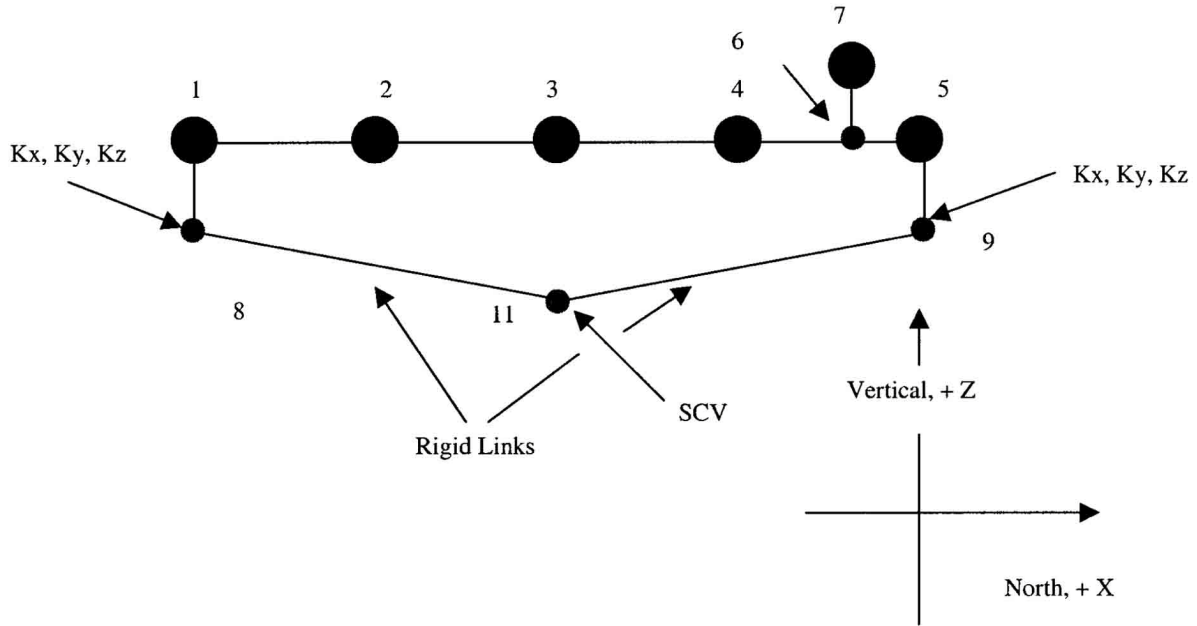 7
6
1
2
3
4
5
Kx, Ky, Kz
Kx, Ky, Kz
9
8
11
Vertical, + Z
SCV
Rigid Links
North, + X